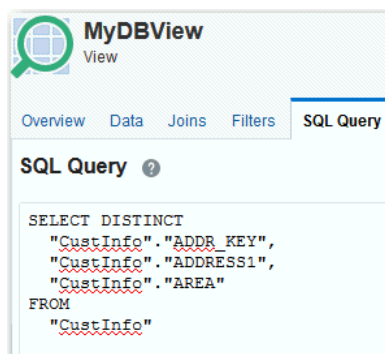 MyDBView
View
Overview Data Joins Filters SQL Query
SQL Query ?
SELECT DISTINCT
"CustInfo"."ADDR_KEY",
"CustInfo"."ADDRESS1",
"CustInfo"."AREA"
FROM
"CustInfo"